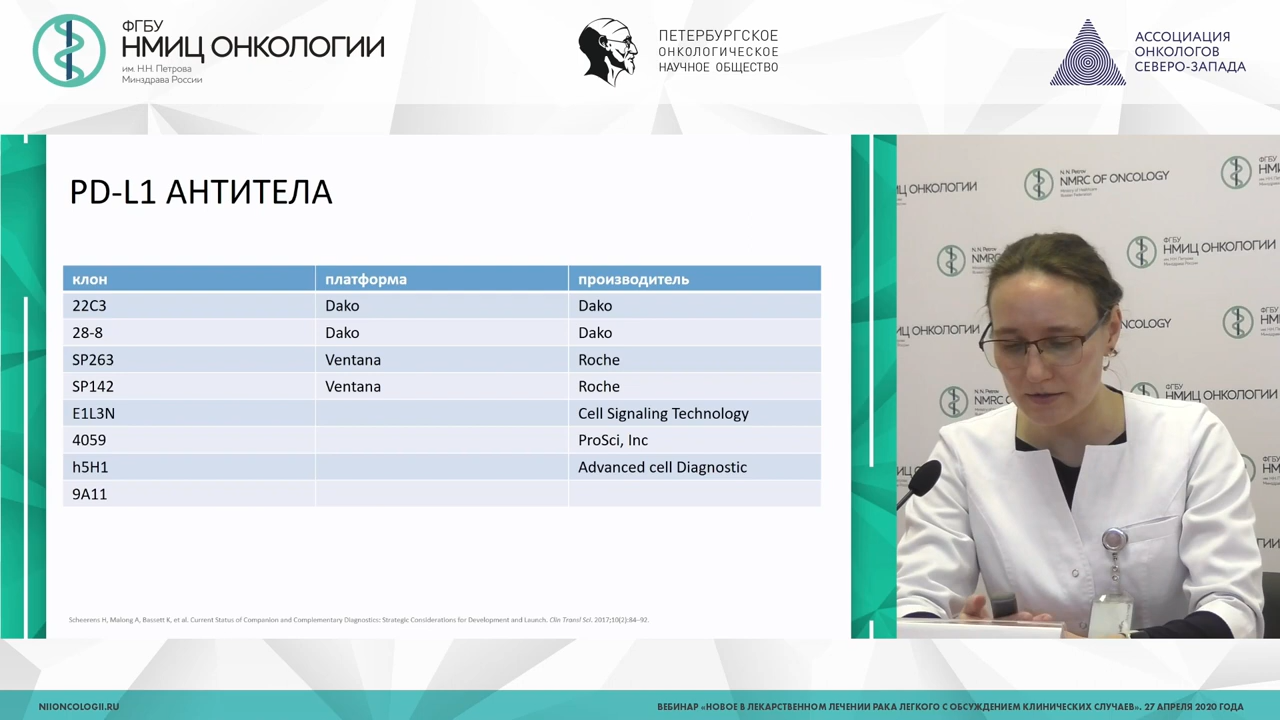 ФГБУ
НМИЦ ОНКОЛОГИИ
им. Н.Н. Петрова
Минздрава России
ПЕТЕРБУРГСКОЕ
ОНКОЛОГИЧЕСКОЕ
НАУЧНОЕ ОБЩЕСТВО
АССОЦИАЦИЯ
ОНКОЛОГОВ
СЕВЕРО-ЗАПАДА
PD-L1 АНТИТЕЛА
клон платформа производитель
22C3 Dako Dako
28-8 Dako Dako
SP263 Ventana Roche
SP142 Ventana Roche
E1L3N Cell Signaling Technology
4059 ProSci, Inc
h5H1 Advanced cell Diagnostic
9A11
Scheerens H, Malong A, Bassett K, et al. Current Status of Companion and Complementary Diagnostics: Strategic Considerations for Development and Launch. Clin Transl Sci. 2017;10(2):84–92.
N.N. Petrov
NMRC OF ONCOLOGY
ФГБУ
НМИЦ ОНКОЛОГИИ
NIIONCOLOGII.RU
ВЕБИНАР «НОВОЕ В ЛЕКАРСТВЕННОМ ЛЕЧЕНИИ РАКА ЛЕГКОГО С ОБСУЖДЕНИЕМ КЛИНИЧЕСКИХ СЛУЧАЕВ». 27 АПРЕЛЯ 2020 ГОДА